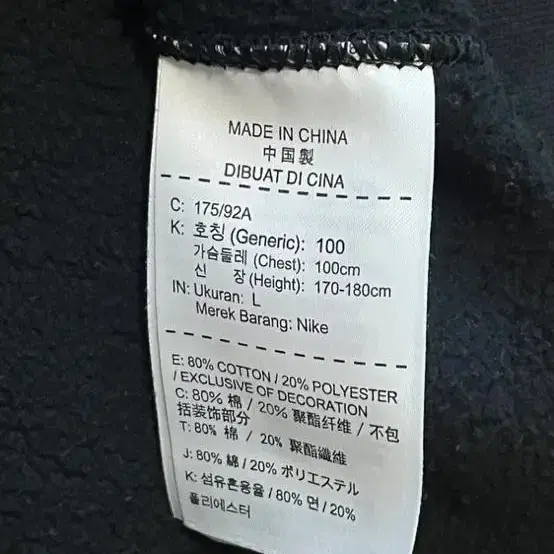 MADE IN CHINA
中国製
DIBUAT DI CINA
C: 175/92A
K: 호칭 (Generic): 100
가슴둘레 (Chest): 100cm
신 장 (Height): 170-180cm
IN: Ukuran: L
Merek Barang: Nike
E: 80% COTTON / 20% POLYESTER
/ EXCLUSIVE OF DECORATION
C: 80% 棉 / 20% 聚酯纤维 / 不包
括装饰部分
T: 80% 棉 / 20% 聚酯纖維
J: 80% 綿 / 20% ポリエステル
K: 섬유혼용율 / 80% 면 / 20%
폴리에스터